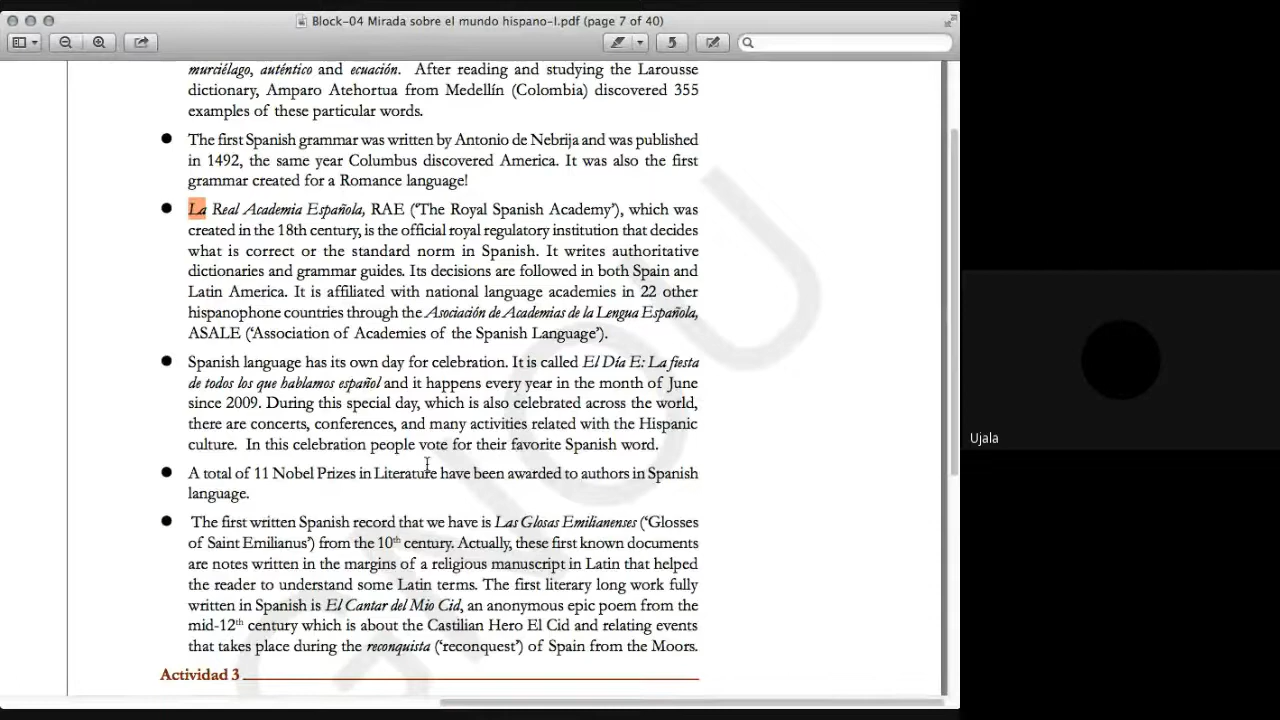 Block-04 Mirada sobre el mundo hispano-I.pdf (page 7 of 40)
murciélago, auténtico and ecuación. After reading and studying the Larousse
dictionary, Amparo Atehortua from Medellín (Colombia) discovered 355
examples of these particular words.
● The first Spanish grammar was written by Antonio de Nebrija and was published
in 1492, the same year Columbus discovered America. It was also the first
grammar created for a Romance language!
● La Real Academia Española, RAE (‘The Royal Spanish Academy’), which was
created in the 18th century, is the official royal regulatory institution that decides
what is correct or the standard norm in Spanish. It writes authoritative
dictionaries and grammar guides. Its decisions are followed in both Spain and
Latin America. It is affiliated with national language academies in 22 other
hispanophone countries through the Asociación de Academias de la Lengua Española,
ASALE (‘Association of Academies of the Spanish Language’).
● Spanish language has its own day for celebration. It is called El Día E: La fiesta
de todos los que hablamos español and it happens every year in the month of June
since 2009. During this special day, which is also celebrated across the world,
there are concerts, conferences, and many activities related with the Hispanic
culture. In this celebration people vote for their favorite Spanish word.
● A total of 11 Nobel Prizes in Literature have been awarded to authors in Spanish
language.
● The first written Spanish record that we have is Las Glosas Emilianenses (‘Glosses
of Saint Emilianus’) from the 10th century. Actually, these first known documents
are notes written in the margins of a religious manuscript in Latin that helped
the reader to understand some Latin terms. The first literary long work fully
written in Spanish is El Cantar del Mio Cid, an anonymous epic poem from the
mid-12th century which is about the Castilian Hero El Cid and relating events
that takes place during the reconquista (‘reconquest’) of Spain from the Moors.
Actividad 3
Ujala